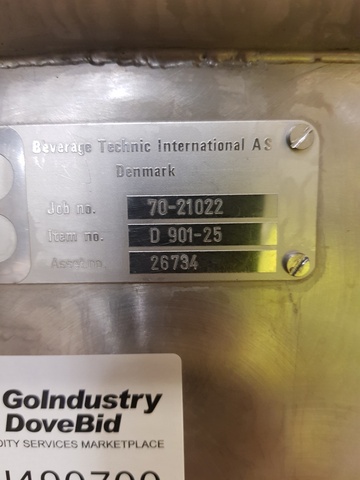 Beverage Technic International AS
Denmark
Job no. 70-21022
Item no. D 901-25
26734
GoIndustry
DoveBid
DITY SERVICES MARKETPLACE